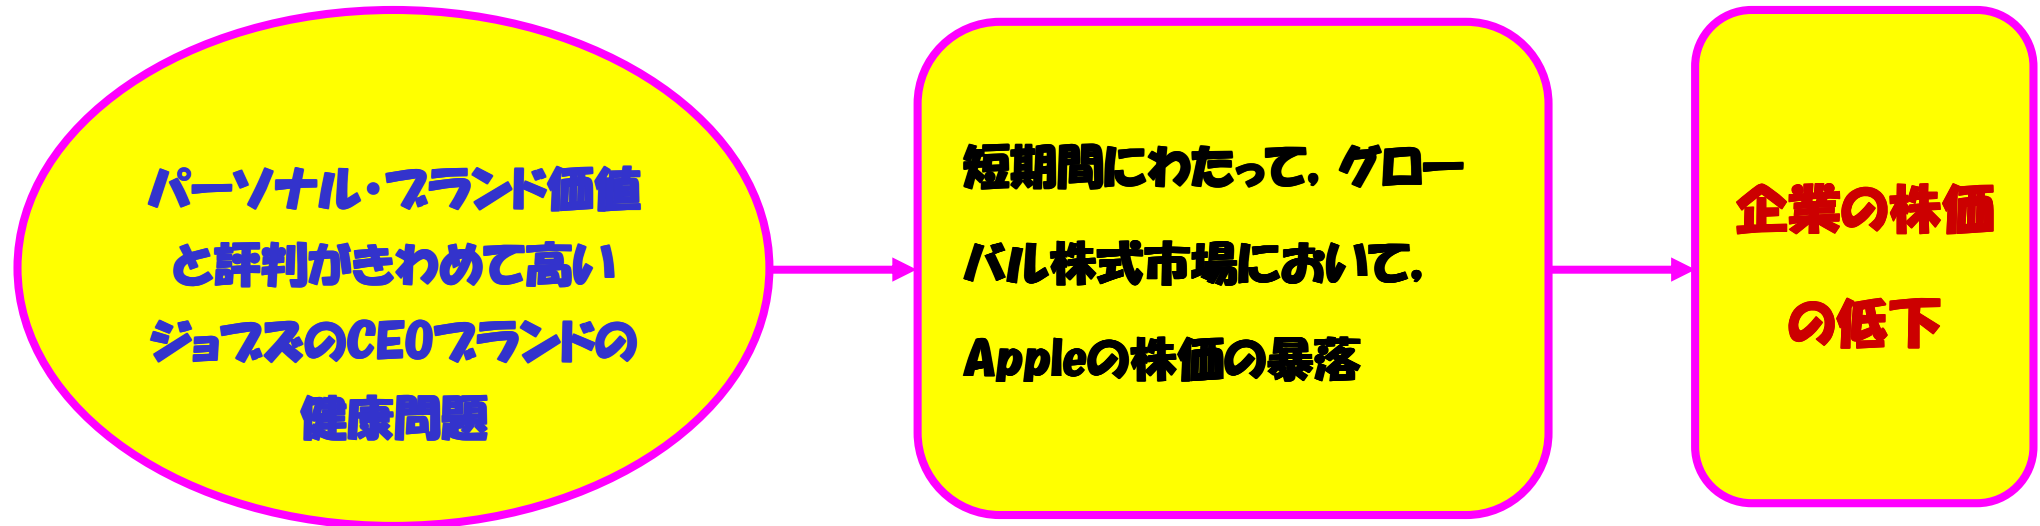 パーソナル・ブランド価値
と評判がきわめて高い
ジョブズのCEOブランドの
健康問題
短期間にわたって，グロー
バル株式市場において，
Appleの株価の暴落
企業の株価
の低下